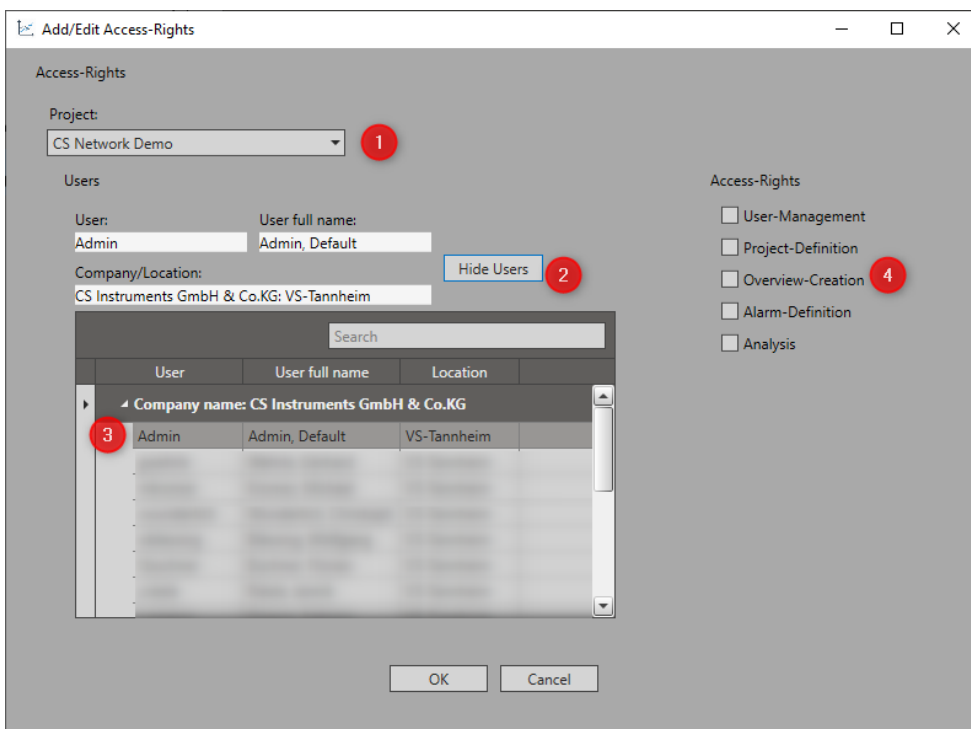 Add/Edit Access-Rights
Access-Rights
Project:
CS Network Demo
1
Users
User:
User full name:
Admin
Admin, Default
Company/Location:
Hide Users
2
CS Instruments GmbH & Co.KG: VS-Tannheim
Search
User
User full name
Location
Company name: CS Instruments GmbH & Co.KG
3
Admin
Admin, Default
VS-Tannheim
Access-Rights
User-Management
Project-Definition
Overview-Creation
4
Alarm-Definition
Analysis
OK
Cancel